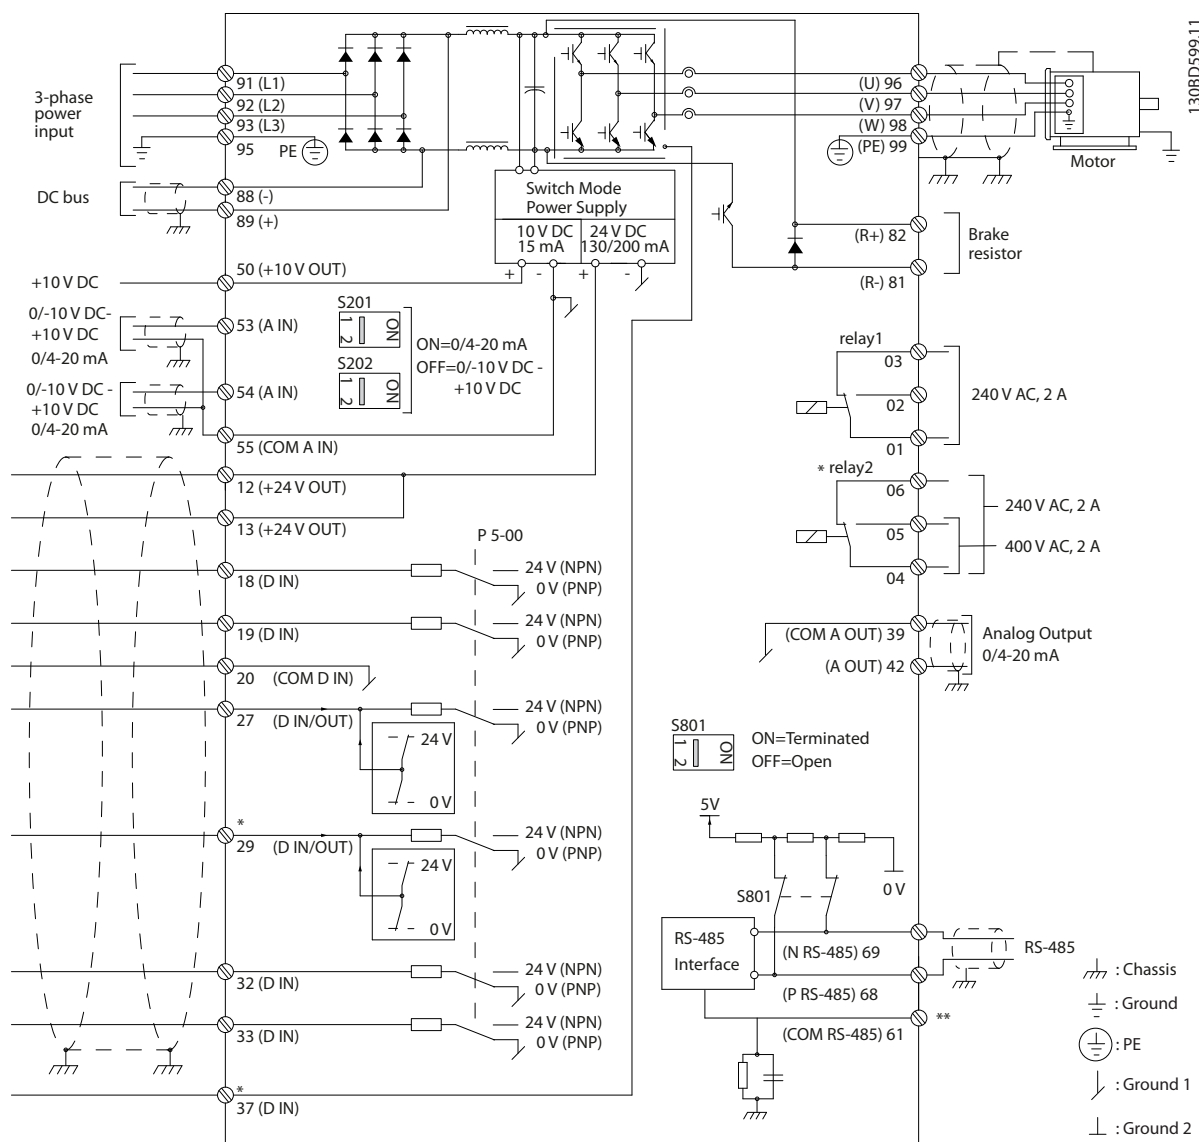 130BD599.11
3-phase
power
input
91 (L1)
92 (L2)
93 (L3)
95
PE
(U) 96
(V) 97
(W) 98
(PE) 99
Motor
DC bus
88 (-)
89 (+)
Switch Mode
Power Supply
10 V DC
15 mA
24 V DC
130/200 mA
+
-
+
-
(R+) 82
(R-) 81
Brake
resistor
+10 V DC
50 (+10 V OUT)
0/-10 V DC-
+10 V DC
0/4-20 mA
53 (A IN)
S201
1
2
ON
S202
1
2
ON
ON=0/4-20 mA
OFF=0/-10 V DC -
+10 V DC
0/-10 V DC -
+10 V DC
0/4-20 mA
54 (A IN)
55 (COM A IN)
relay1
03
02
01
240 V AC, 2 A
12 (+24 V OUT)
13 (+24 V OUT)
* relay2
06
05
04
240 V AC, 2 A
400 V AC, 2 A
P 5-00
18 (D IN)
24 V (NPN)
0 V (PNP)
19 (D IN)
24 V (NPN)
0 V (PNP)
20 (COM D IN)
27 (D IN/OUT)
24 V (NPN)
0 V (PNP)
24 V
0 V
(COM A OUT) 39
(A OUT) 42
Analog Output
0/4-20 mA
S801
1
2
ON
ON=Terminated
OFF=Open
*
29 (D IN/OUT)
24 V (NPN)
0 V (PNP)
24 V
0 V
5V
0 V
S801
RS-485
Interface
(N RS-485) 69
(P RS-485) 68
(COM RS-485) 61
**
RS-485
32 (D IN)
24 V (NPN)
0 V (PNP)
33 (D IN)
24 V (NPN)
0 V (PNP)
*
37 (D IN)
: Chassis
: Ground
: PE
: Ground 1
: Ground 2